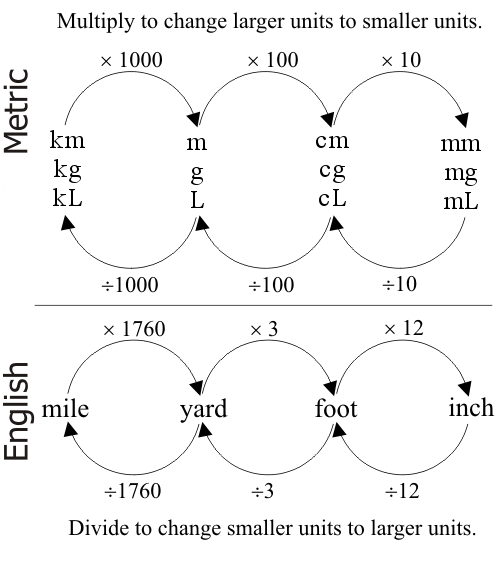 Multiply to change larger units to smaller units.
× 1000 × 100 × 10
Metric
km m cm mm
kg g cg mg
kL L cL mL
÷1000 ÷100 ÷10
× 1760 × 3 × 12
English
mile yard foot inch
÷1760 ÷3 ÷12
Divide to change smaller units to larger units.